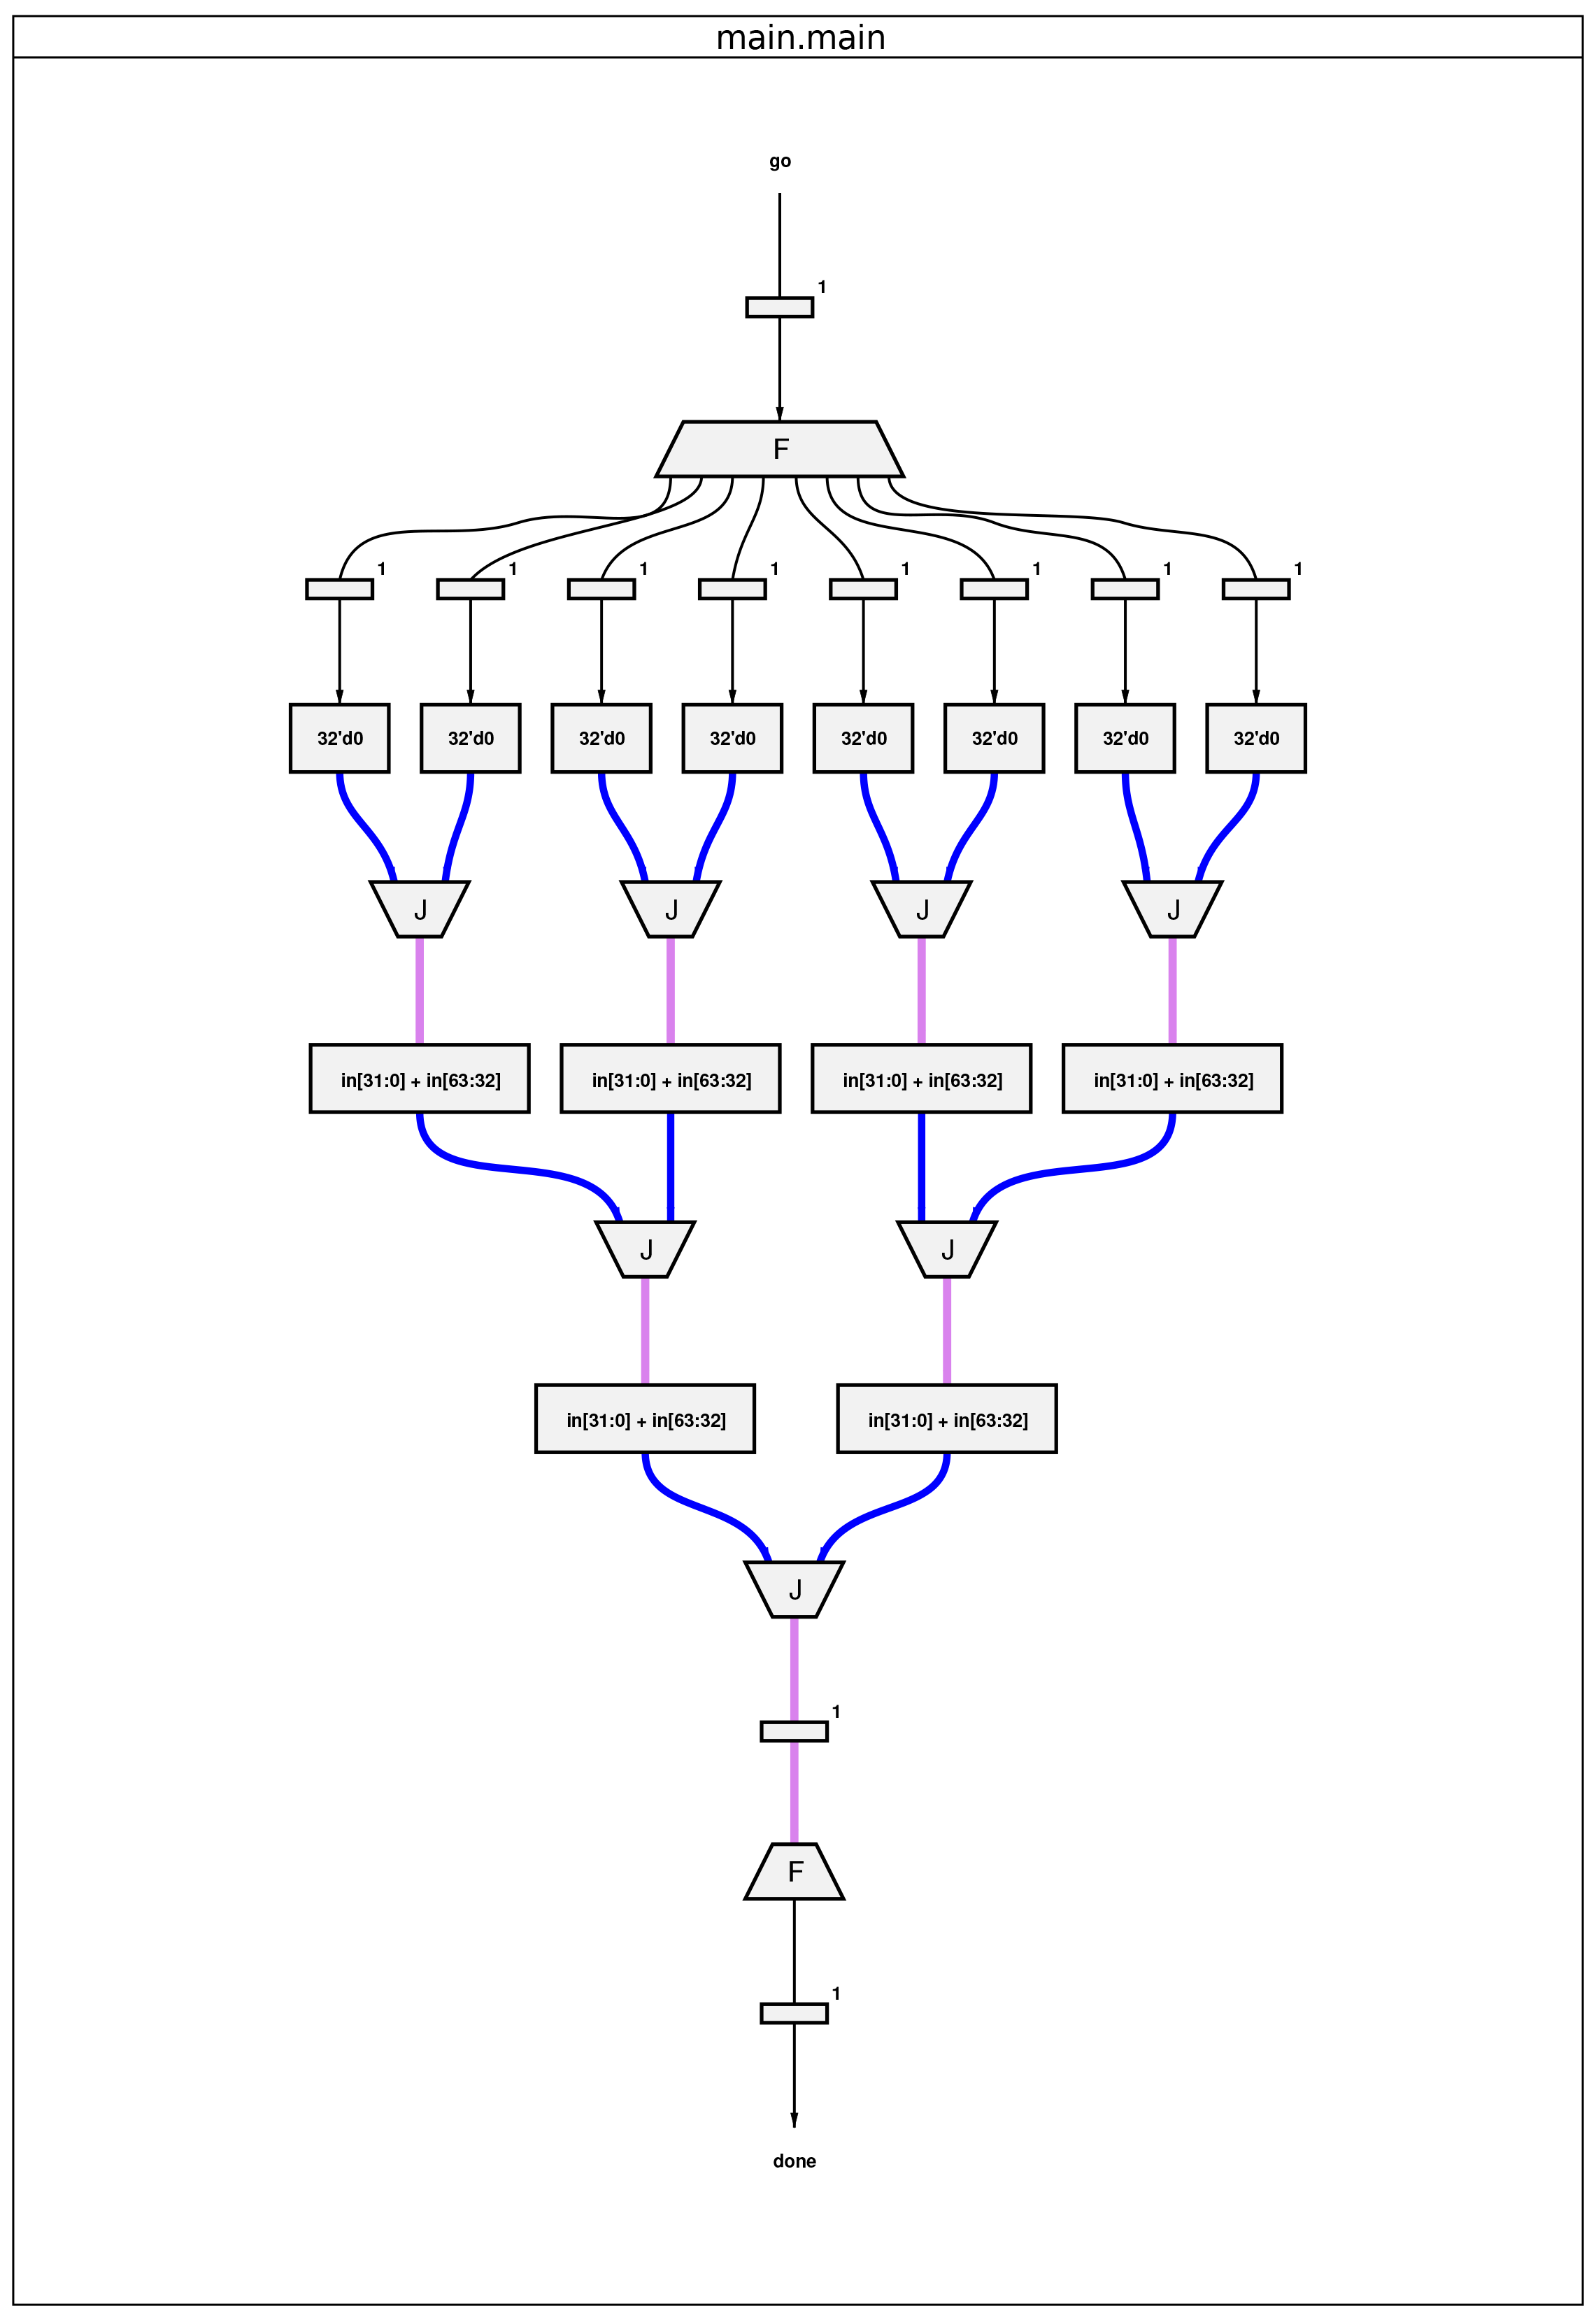 main.main
go
1
F
1 1 1 1 1 1 1 1
32'd0 32'd0 32'd0 32'd0 32'd0 32'd0 32'd0 32'd0
J J J J
in[31:0] + in[63:32] in[31:0] + in[63:32] in[31:0] + in[63:32] in[31:0] + in[63:32]
J J
in[31:0] + in[63:32] in[31:0] + in[63:32]
J
1
F
1
done